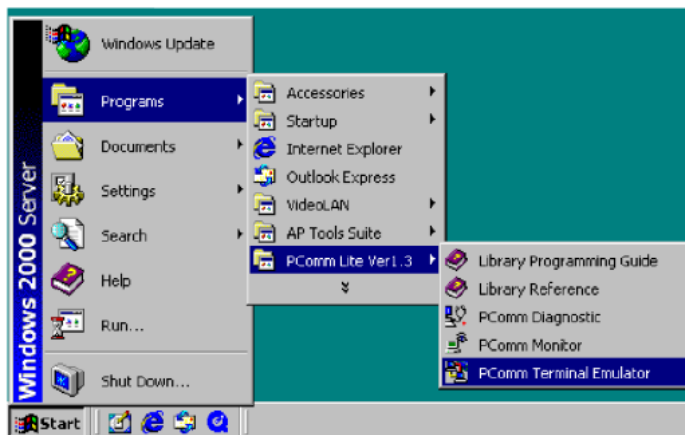 Windows 2000 Server
Windows Update
Programs
Documents
Settings
Search
Help
Run...
Shut Down...
Accessories
Startup
Internet Explorer
Outlook Express
VideoLAN
AP Tools Suite
PComm Lite Ver1.3
Library Programming Guide
Library Reference
PComm Diagnostic
PComm Monitor
PComm Terminal Emulator
Start